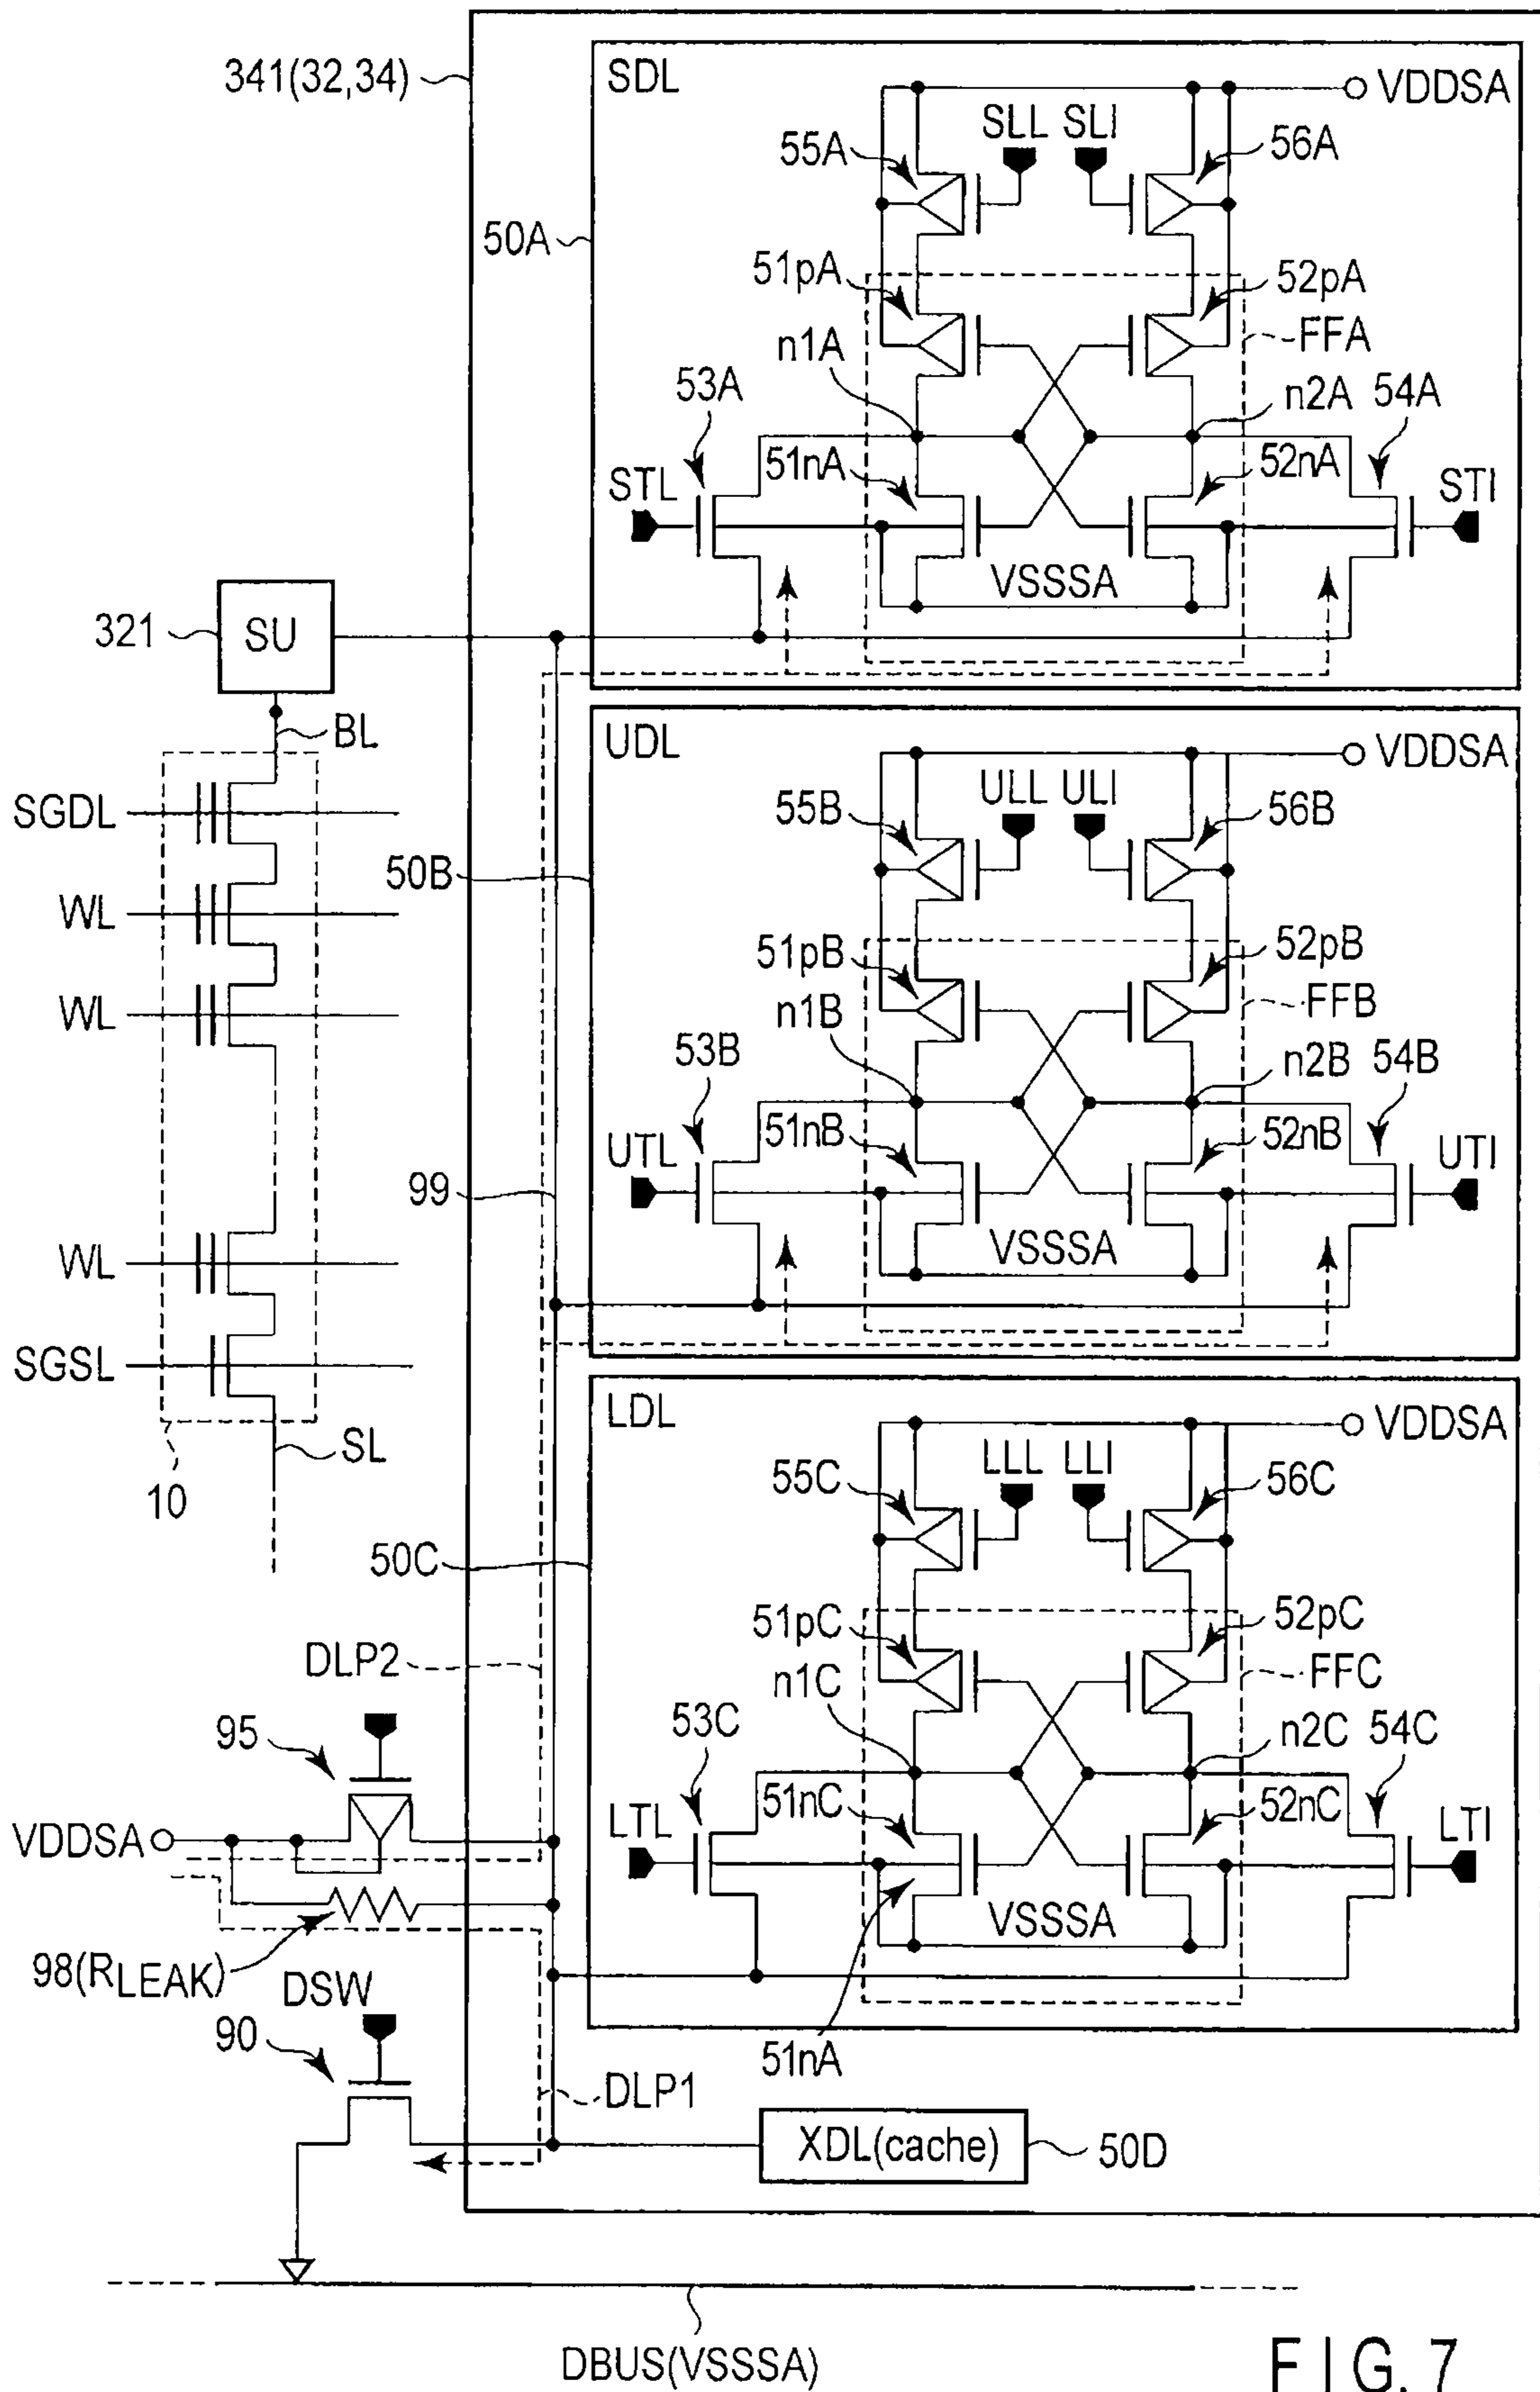 341(32,34)
SDL
VDDSA
SLL
SLI
55A
56A
50A
51pA
52pA
FFA
n1A
n2A
53A
54A
51nA
52nA
STL
STI
VSSSA
321
SU
BL
UDL
VDDSA
ULL
ULI
55B
56B
SGDL
50B
WL
51pB
52pB
WL
n1B
FFB
53B
n2B
54B
51nB
52nB
UTL
UTI
99
VSSSA
WL
SGSL
LDL
VDDSA
SL
LLL
LLI
55C
56C
10
50C
51pC
52pC
DLP2
n1C
FFC
95
53C
n2C
54C
51nC
52nC
LTL
LTI
VDDSA
VSSSA
98(RLEAK)
DSW
90
51nA
DLP1
XDL(cache)
50D
DBUS(VSSSA)
FIG. 7